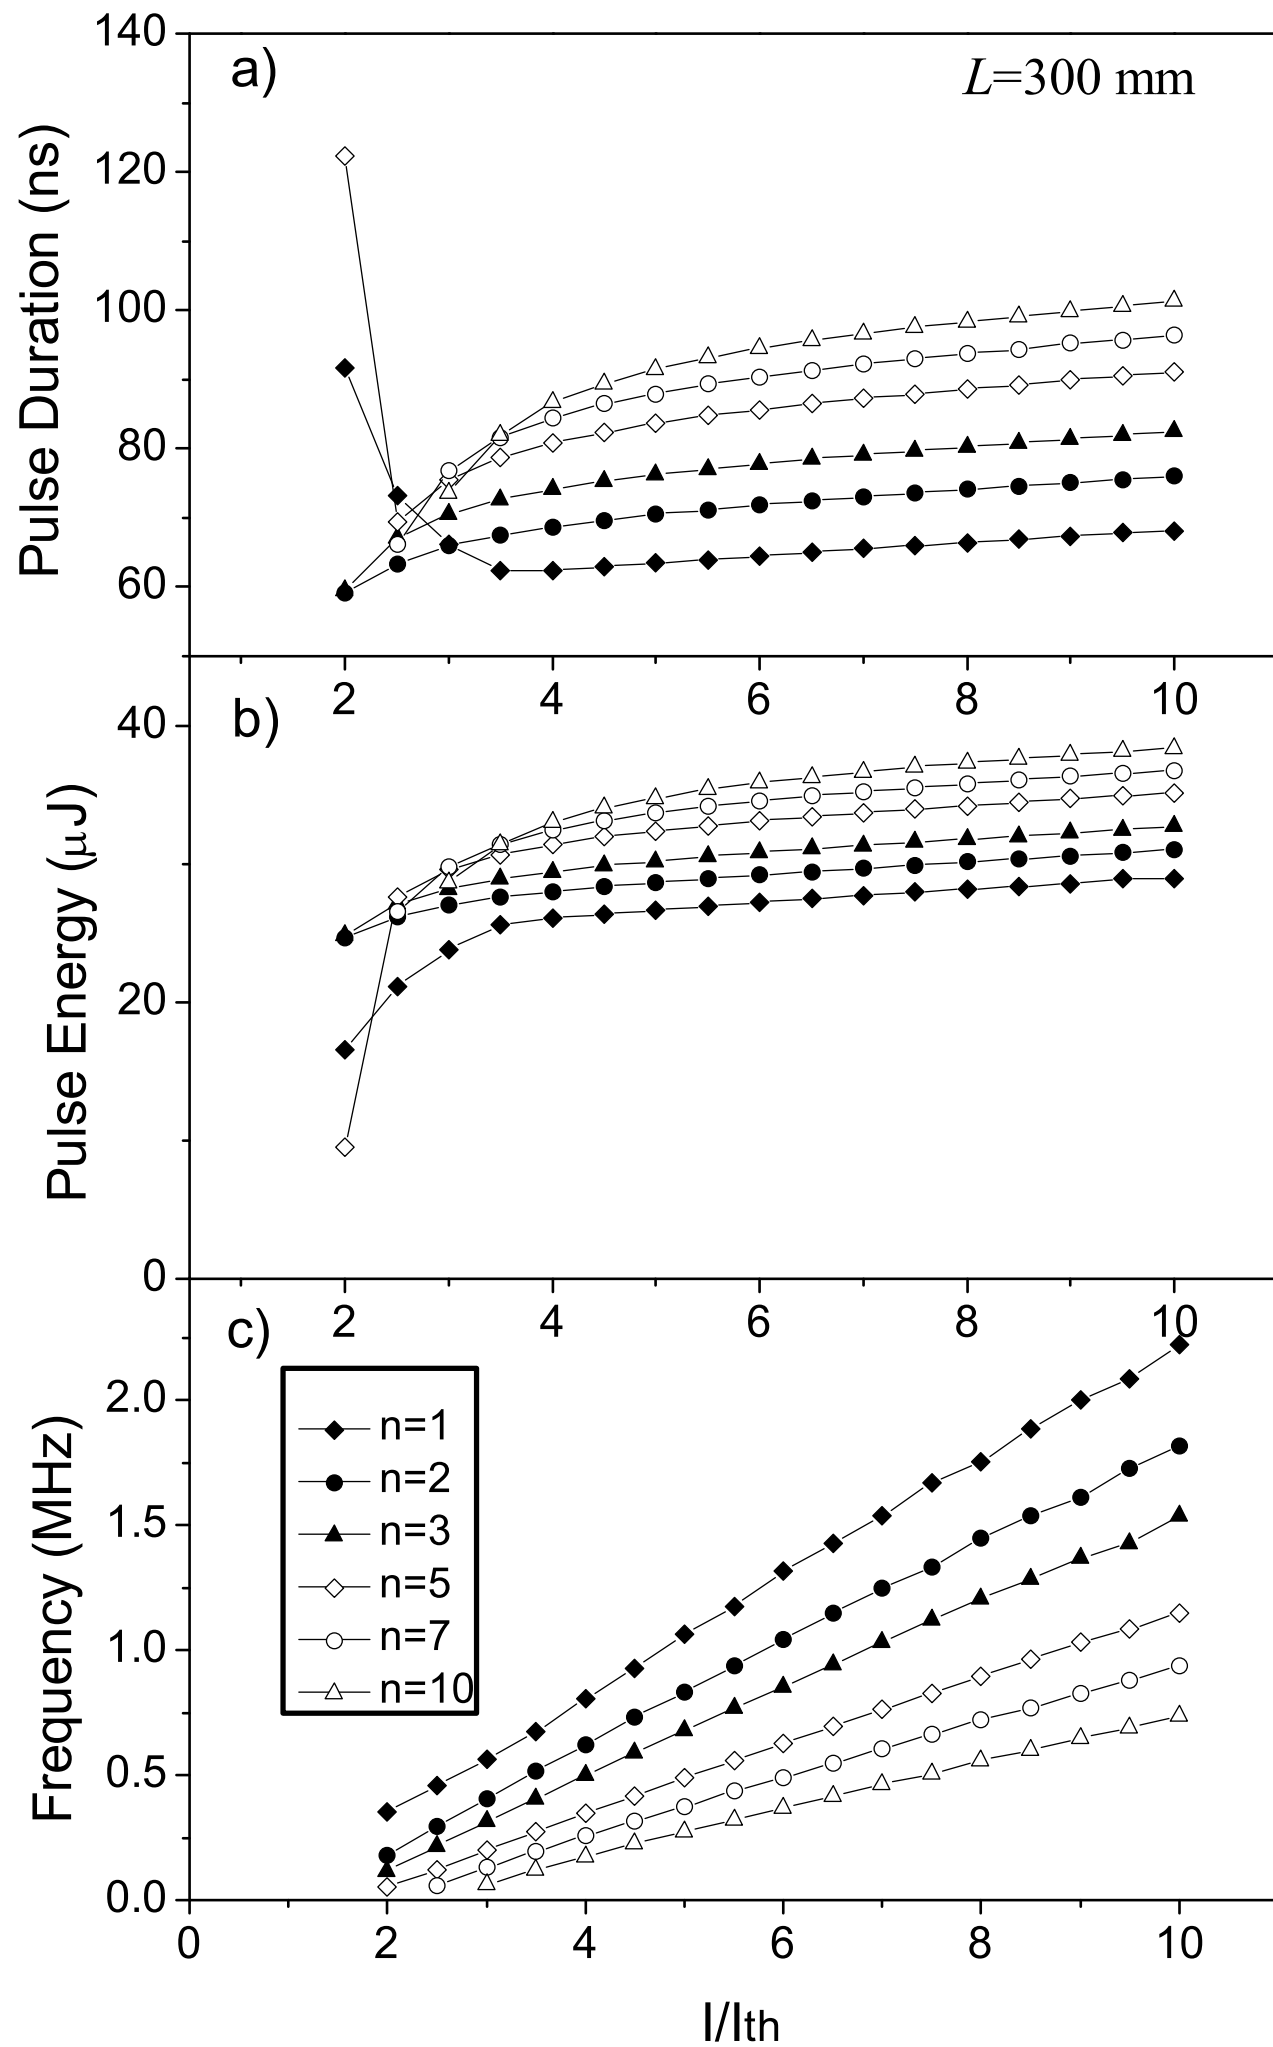 a)
L=300 mm
Pulse Duration (ns)
140
120
100
80
60
2 4 6 8 10
b)
Pulse Energy (μJ)
40
20
0
2 4 6 8 10
c)
Frequency (MHz)
2.0
1.5
1.0
0.5
0.0
n=1
n=2
n=3
n=5
n=7
n=10
0 2 4 6 8 10
I/Ith